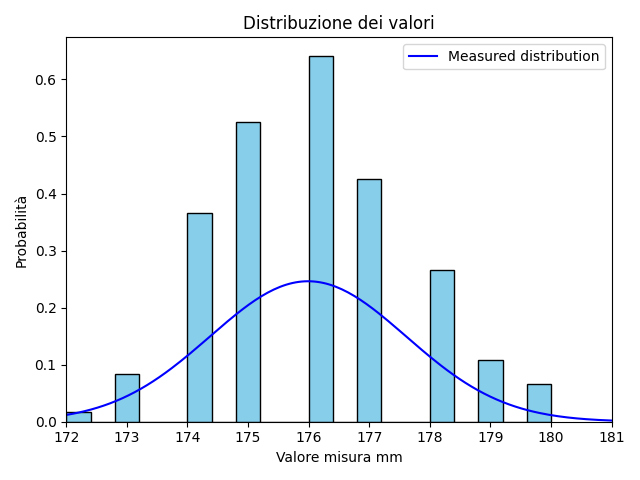 Distribuzione dei valori
Measured distribution
Probabilità
0.6
0.5
0.4
0.3
0.2
0.1
0.0
172 173 174 175 176 177 178 179 180 181
Valore misura mm